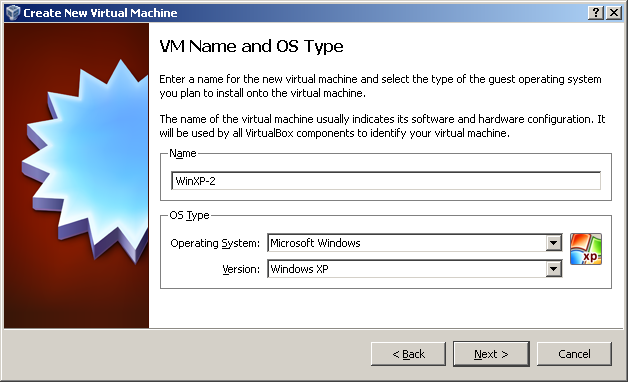 Create New Virtual Machine
VM Name and OS Type
Enter a name for the new virtual machine and select the type of the guest operating system
you plan to install onto the virtual machine.
The name of the virtual machine usually indicates its software and hardware configuration. It
will be used by all VirtualBox components to identify your virtual machine.
Name
WinXP-2
OS Type
Operating System: Microsoft Windows
xp
Version: Windows XP
< Back Next > Cancel